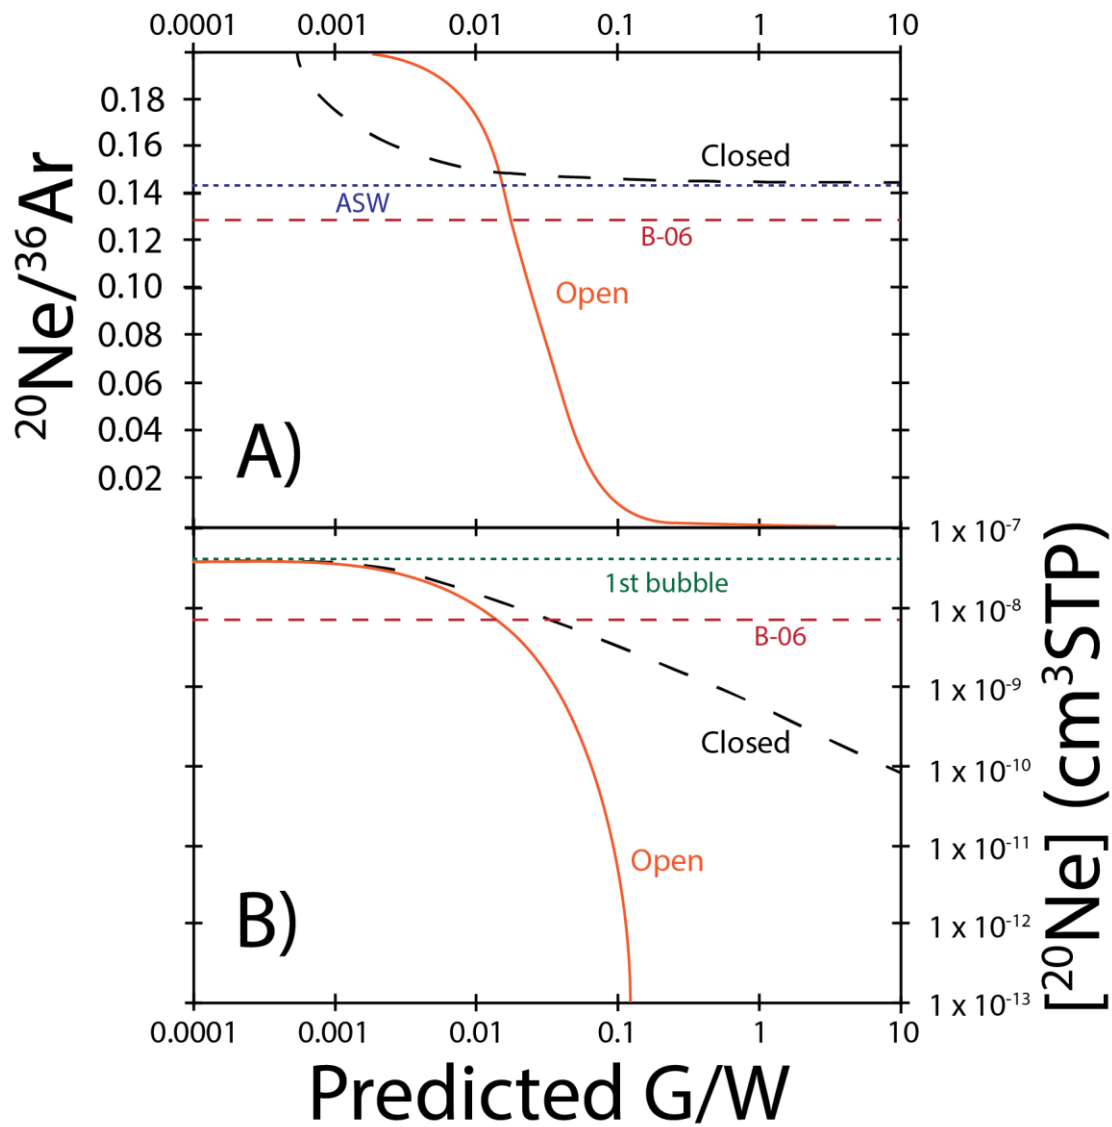 0.0001 0.001 0.01 0.1 1 10
20Ne/36Ar
0.18
0.16
0.14
0.12
0.10
0.08
0.06
0.04
0.02
Closed
ASW
B-06
Open
A)
1 x 10-7
1 x 10-8
1 x 10-9
1 x 10-10
1 x 10-11
1 x 10-12
1 x 10-13
[20Ne] (cm3STP)
1st bubble
B-06
Closed
Open
B)
0.0001 0.001 0.01 0.1 1 10
Predicted G/W